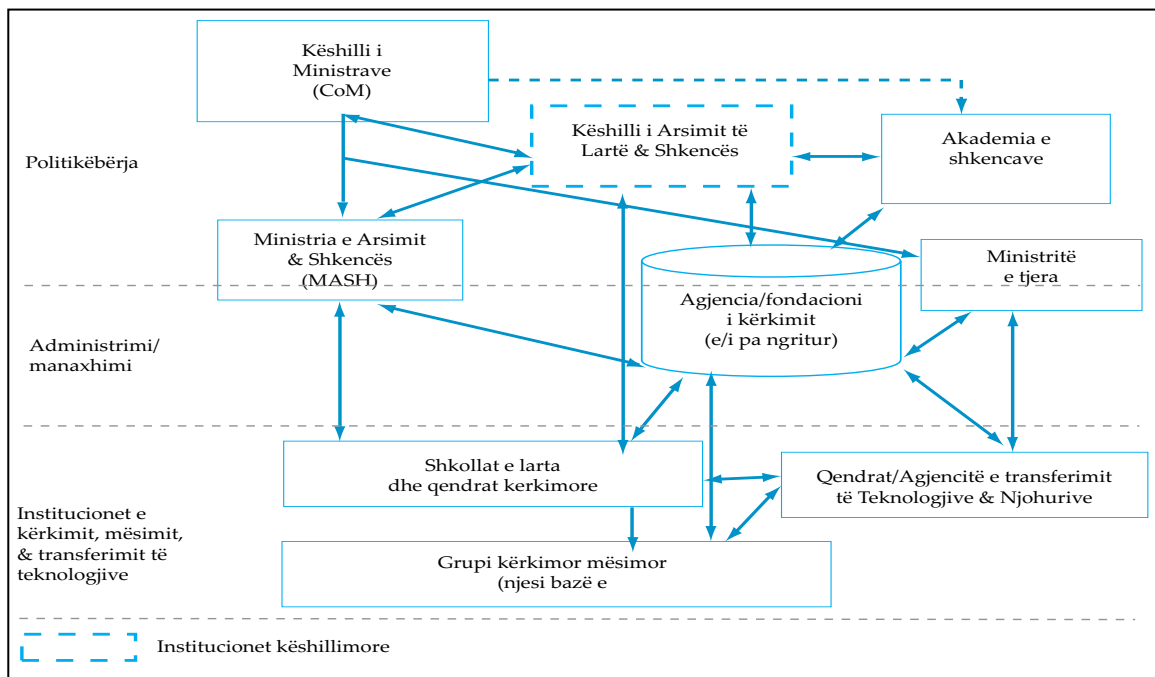 Këshilli i
Ministrave
(CoM)
Këshilli i Arsimit të
Lartë & Shkencës
Akademia e
shkencave
Politikëbërja
Ministria e Arsimit
& Shkencës
(MASH)
Ministritë
e tjera
Agjencia/fondacioni
i kërkimit
(e/i pa ngritur)
Administrimi/
manaxhimi
Shkollat e larta
dhe qendrat kerkimore
Qendrat/Agjencitë e transferimit
të Teknologjive & Njohurive
Institucionet e
kërkimit, mësimit,
& transferimit të
teknologjive
Grupi kërkimor mësimor
(njesi bazë e
Institucionet këshillimore